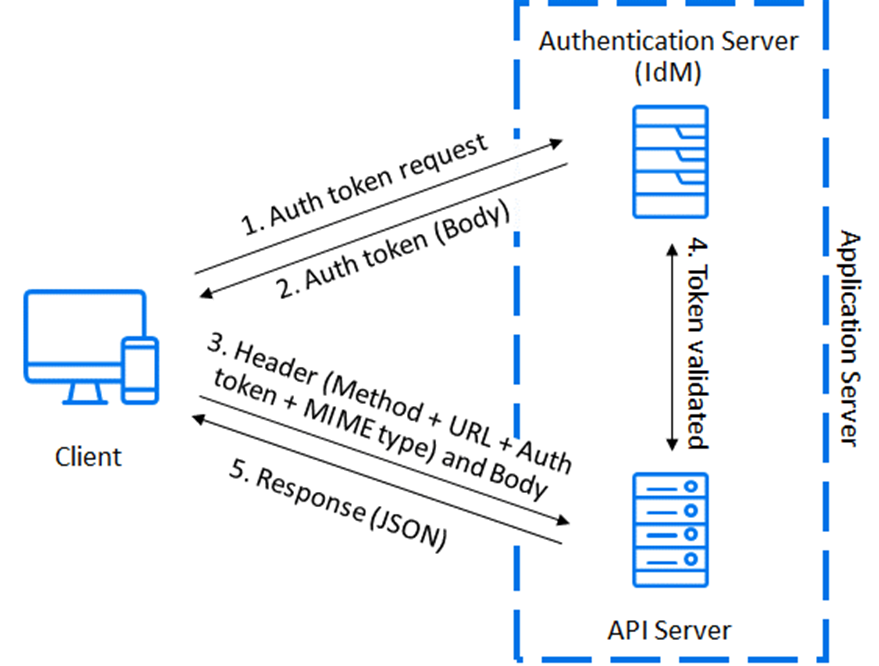 Authentication Server
(IdM)
1. Auth token request
2. Auth token (Body)
3. Header (Method + URL + Auth
token + MIME type) and Body
4. Token validated
5. Response (JSON)
Client
API Server
Application Server